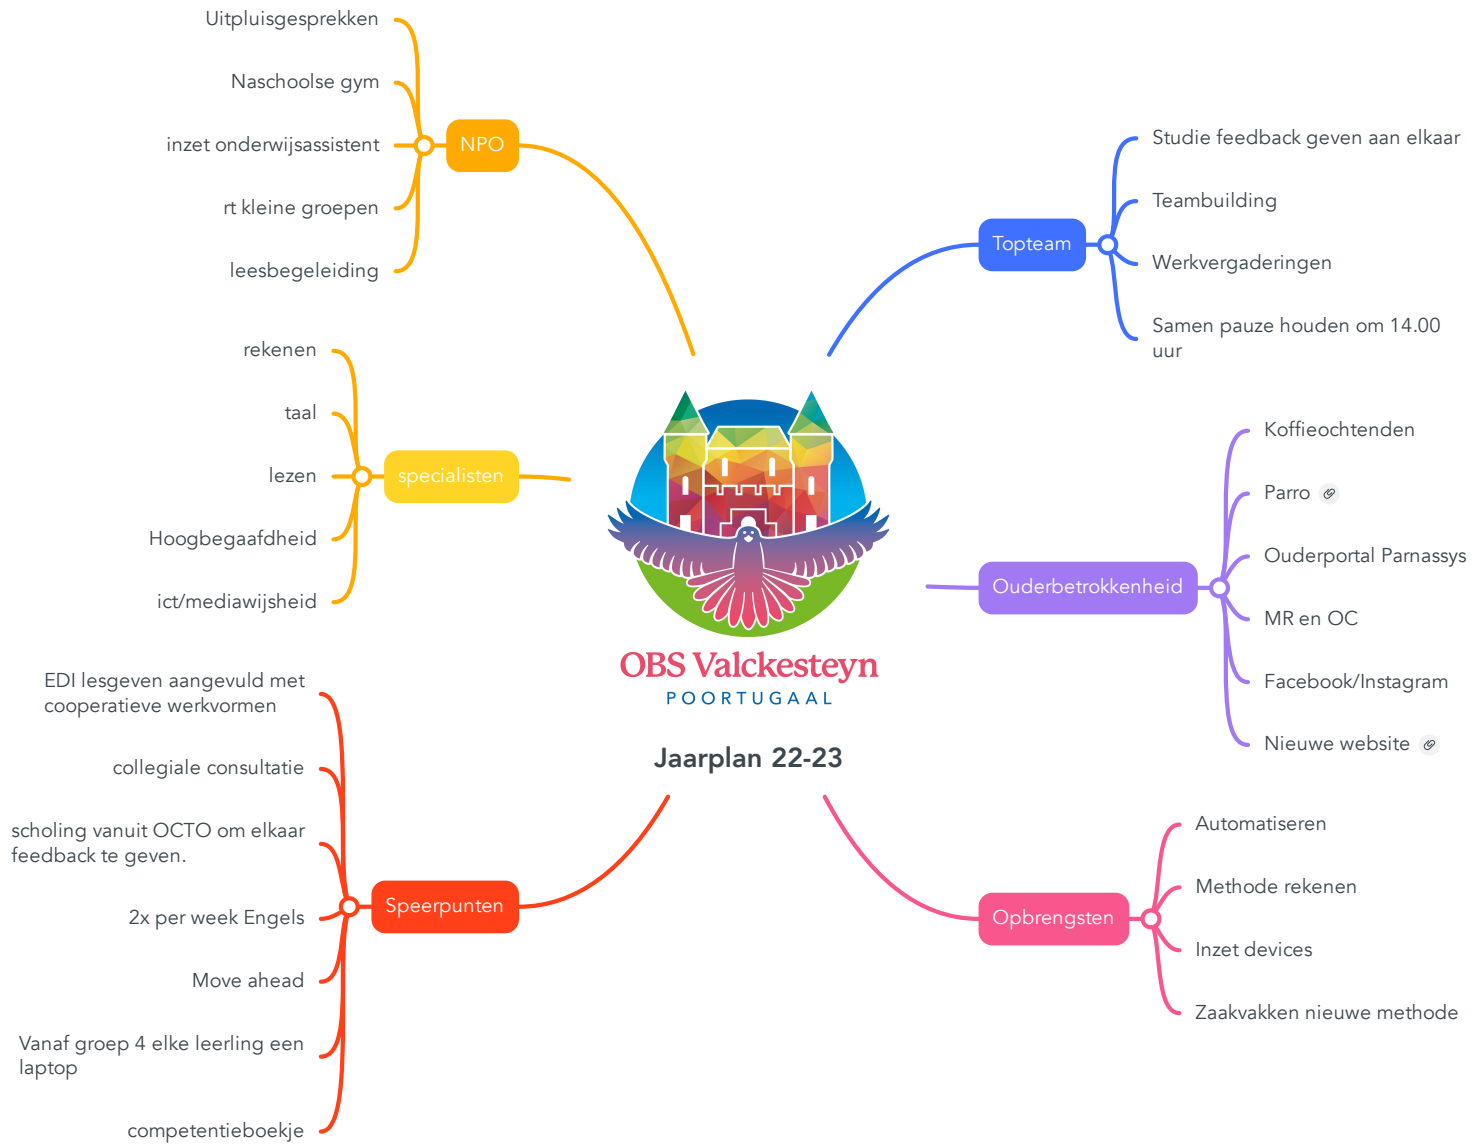 Uitpluisgesprekken
Naschoolse gym
inzet onderwijsassistent
rt kleine groepen
leesbegeleiding
NPO
rekenen
taal
lezen
Hoogbegaafdheid
ict/mediawijsheid
specialisten
EDI lesgeven aangevuld met
cooperatieve werkvormen
collegiale consultatie
scholing vanuit OCTO om elkaar
feedback te geven.
2x per week Engels
Move ahead
Vanaf groep 4 elke leerling een
laptop
competentieboekje
Speerpunten
OBS Valckesteyn
POORTUGAAL
Jaarplan 22-23
Topteam
Studie feedback geven aan elkaar
Teambuilding
Werkvergaderingen
Samen pauze houden om 14.00
uur
Ouderbetrokkenheid
Koffieochtenden
Parro
Ouderportal Parnassys
MR en OC
Facebook/Instagram
Nieuwe website
Opbrengsten
Automatiseren
Methode rekenen
Inzet devices
Zaakvakken nieuwe methode